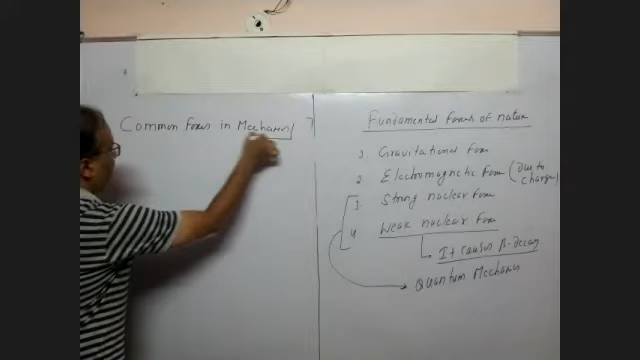 Common forces in Mechanics
Fundamental forces of nature
1 Gravitational Force
2. Electromagnetic Force (due to charges)
3. Strong nuclear Force
4 Weak nuclear Force
It causes β-decay
Quantum Mechanics